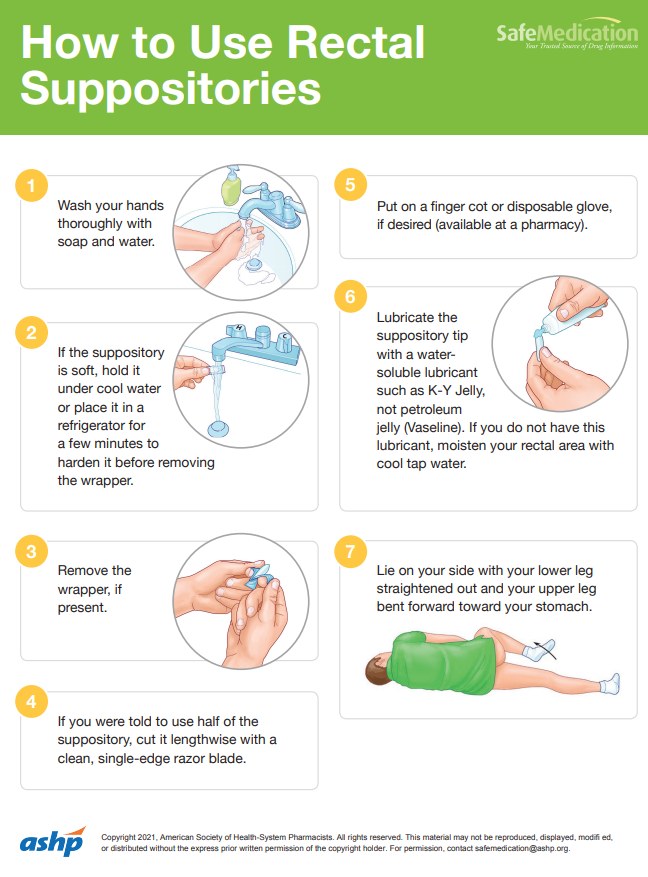 How to Use Rectal
Suppositories
SafeMedication
Your Trusted Source of Drug Information
1
Wash your hands
thoroughly with
soap and water.
2
If the suppository
is soft, hold it
under cool water
or place it in a
refrigerator for
a few minutes to
harden it before removing
the wrapper.
H
C
3
Remove the
wrapper, if
present.
4
If you were told to use half of the
suppository, cut it lengthwise with a
clean, single-edge razor blade.
5
Put on a finger cot or disposable glove,
if desired (available at a pharmacy).
6
Lubricate the
suppository tip
with a water-
soluble lubricant
such as K-Y Jelly,
not petroleum
jelly (Vaseline). If you do not have this
lubricant, moisten your rectal area with
cool tap water.
7
Lie on your side with your lower leg
straightened out and your upper leg
bent forward toward your stomach.
ashp
Copyright 2021, American Society of Health-System Pharmacists. All rights reserved. This material may not be reproduced, displayed, modifi ed,
or distributed without the express prior written permission of the copyright holder. For permission, contact safemedication@ashp.org.